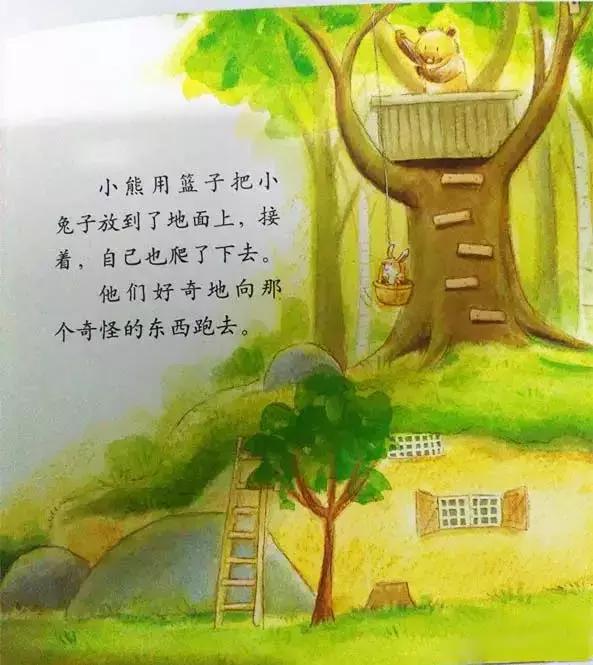 小熊用篮子把小
兔子放到了地面上，接
着，自己也爬了下去。
他们好奇地向那
个奇怪的东西跑去。